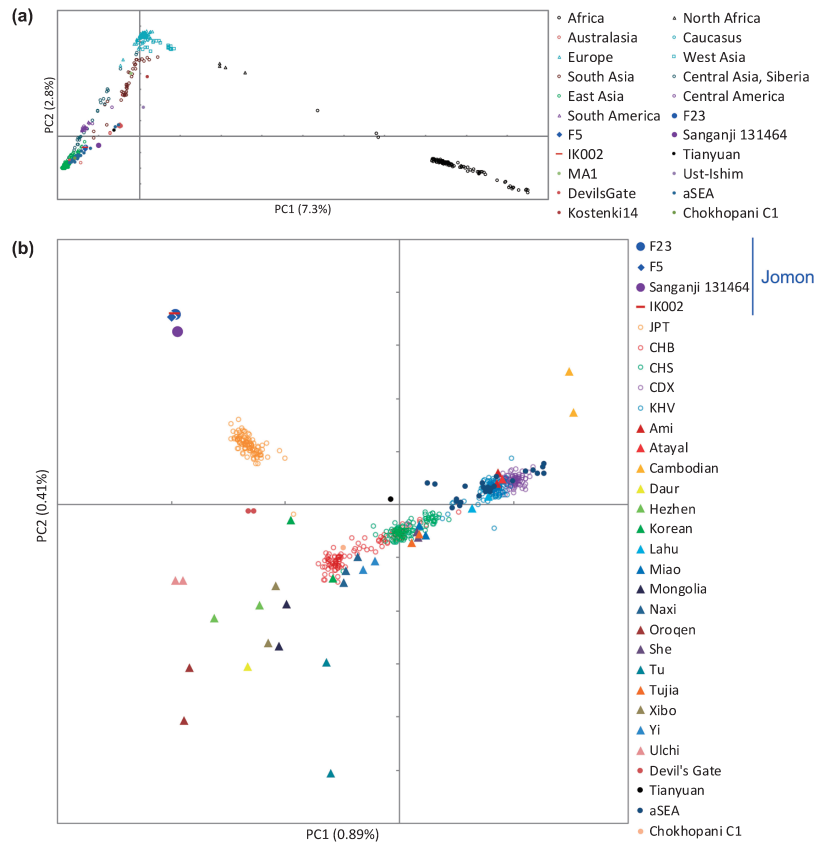 (a)
PC2 (2.8%)
PC1 (7.3%)
Africa
Australasia
Europe
South Asia
East Asia
South America
F5
IK002
MA1
DevilsGate
Kostenki14
North Africa
Caucasus
West Asia
Central Asia, Siberia
Central America
F23
Sanganji 131464
Tianyuan
Ust-Ishim
aSEA
Chokhopani C1
(b)
PC2 (0.41%)
PC1 (0.89%)
F23
F5
Sanganji 131464
IK002
Jomon
JPT
CHB
CHS
CDX
KHV
Ami
Atayal
Cambodian
Daur
Hezhen
Korean
Lahu
Miao
Mongolia
Naxi
Oroqen
She
Tu
Tujia
Xibo
Yi
Ulchi
Devil's Gate
Tianyuan
aSEA
Chokhopani C1